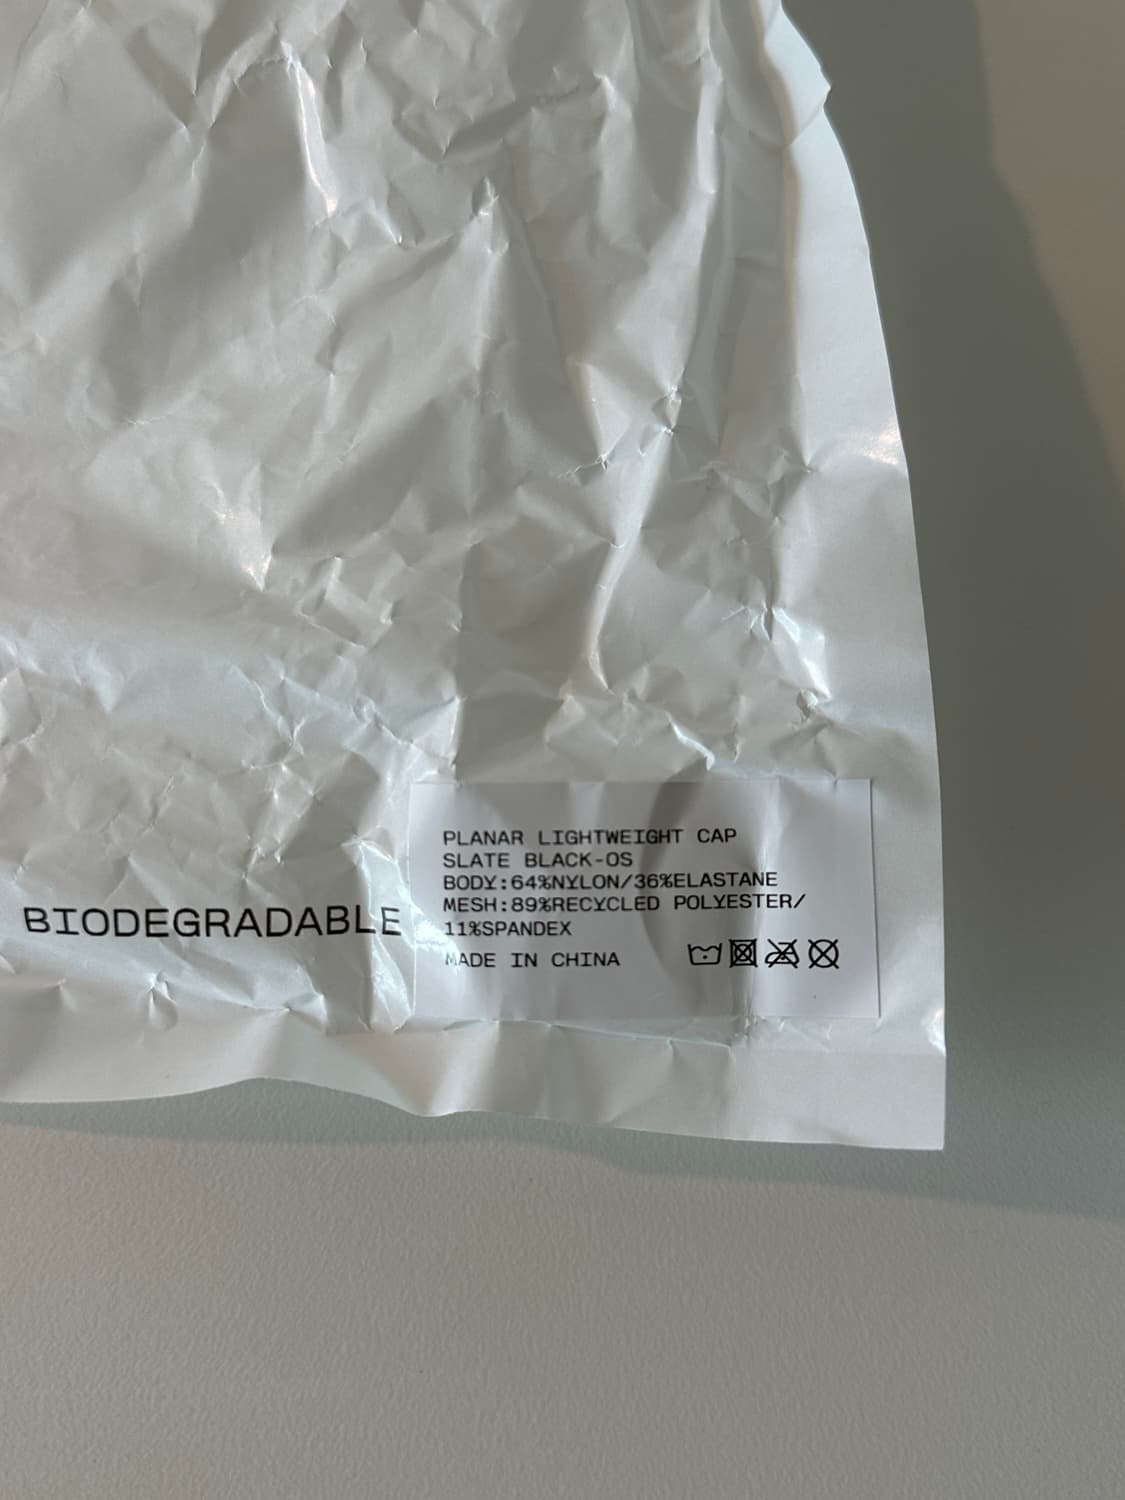 BIODEGRADABLE
PLANAR LIGHTWEIGHT CAP
SLATE BLACK-OS
BODY:64%NYLON/36%ELASTANE
MESH:89%RECYCLED POLYESTER/
11%SPANDEX
MADE IN CHINA